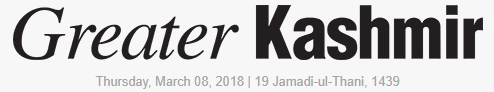 Greater Kashmir
Thursday, March 08, 2018 | 19 Jamadi-ul-Thani, 1439